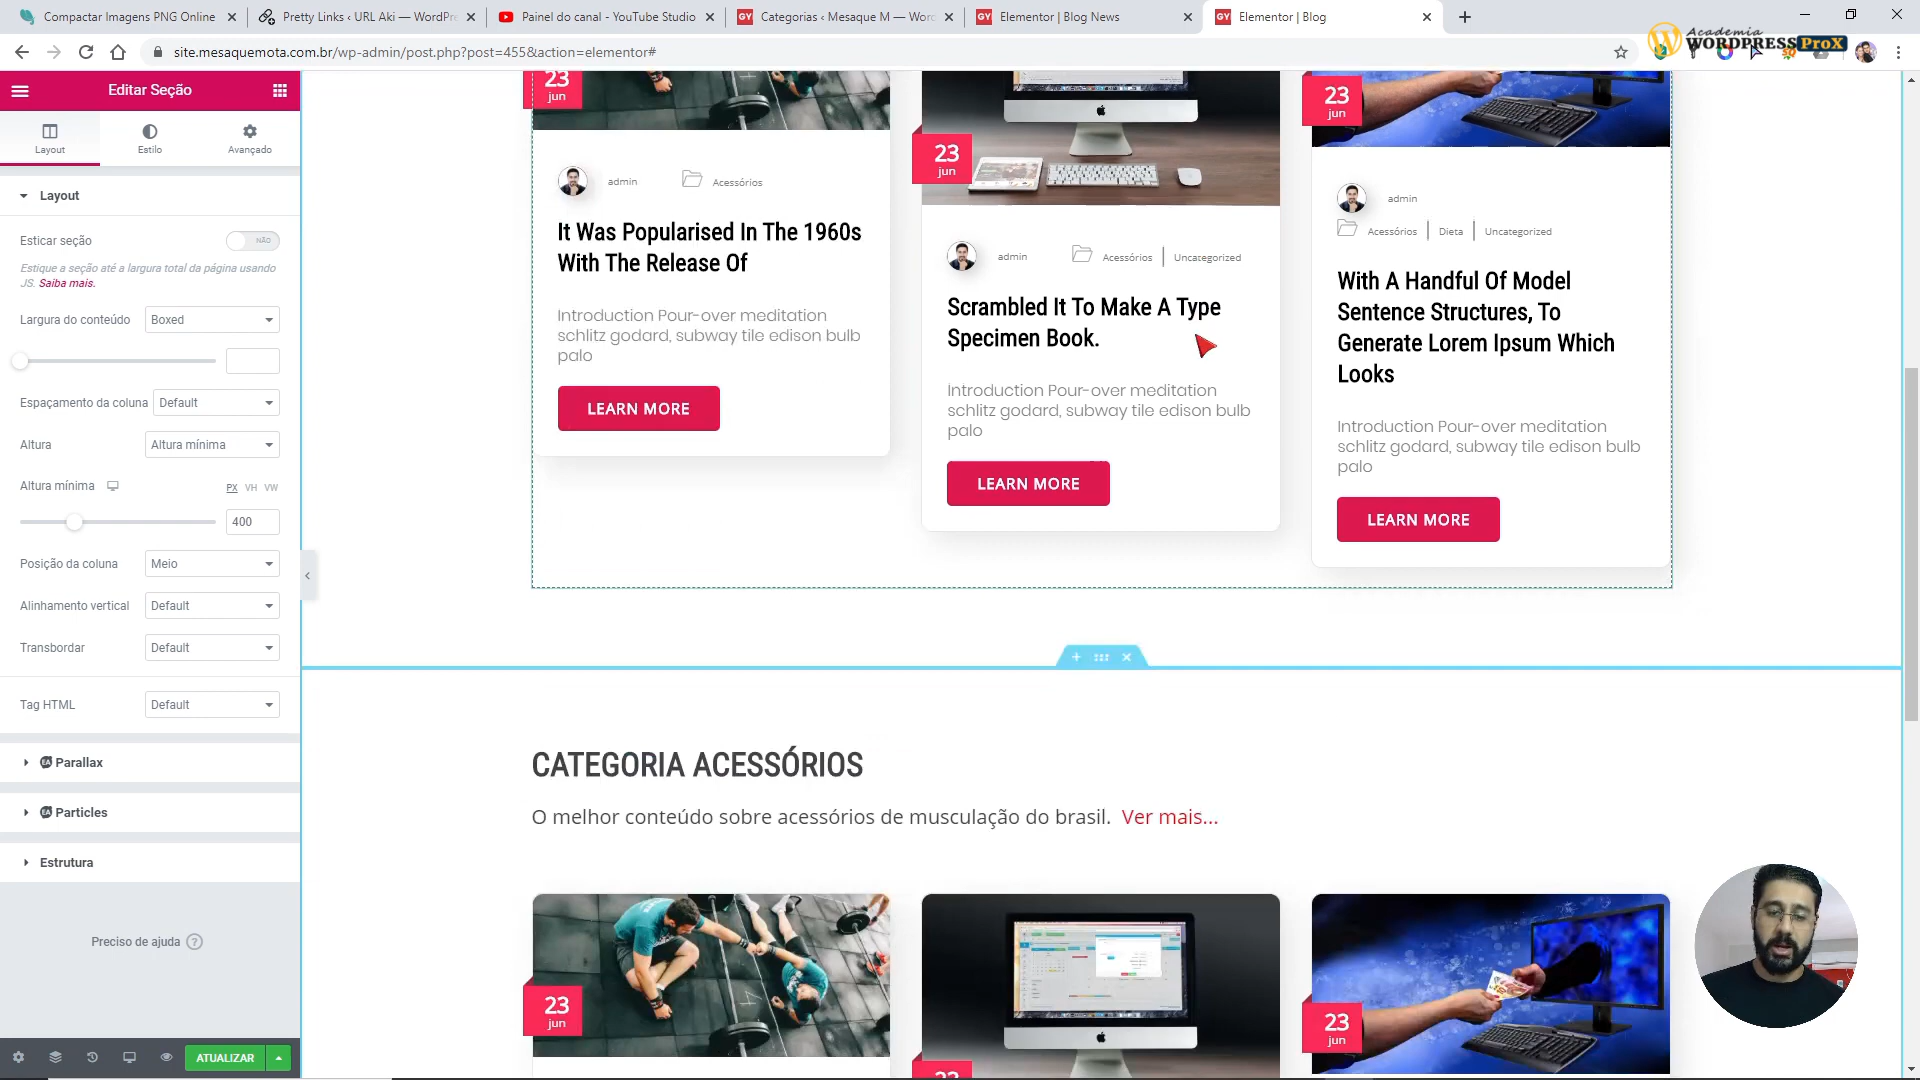 Compactar Imagens PNG Online
Pretty Links ‹ URL Aki — WordPre
Painel do canal - YouTube Studio
GY Categorias ‹ Mesaque M — Word
GY Elementor | Blog News
GY Elementor | Blog
site.mesaquemota.com.br/wp-admin/post.php?post=455&action=elementor#
Academia
WORDPRESS ProX
Editar Seção
Layout
Estilo
Avançado
Layout
Esticar seção
NÃO
Estique a seção até a largura total da página usando
JS. Saiba mais.
Largura do conteúdo
Boxed
Espaçamento da coluna
Default
Altura
Altura mínima
Altura mínima
PX VH VW
400
Posição da coluna
Meio
Alinhamento vertical
Default
Transbordar
Default
Tag HTML
Default
Parallax
Particles
Estrutura
Preciso de ajuda
ATUALIZAR
23
jun
admin
Acessórios
It Was Popularised In The 1960s
With The Release Of
Introduction Pour-over meditation
schlitz godard, subway tile edison bulb
palo
LEARN MORE
23
jun
admin
Acessórios
Uncategorized
Scrambled It To Make A Type
Specimen Book.
Introduction Pour-over meditation
schlitz godard, subway tile edison bulb
palo
LEARN MORE
23
jun
admin
Acessórios
Dieta
Uncategorized
With A Handful Of Model
Sentence Structures, To
Generate Lorem Ipsum Which
Looks
Introduction Pour-over meditation
schlitz godard, subway tile edison bulb
palo
LEARN MORE
CATEGORIA ACESSÓRIOS
O melhor conteúdo sobre acessórios de musculação do brasil. Ver mais...
23
jun
23
23
jun